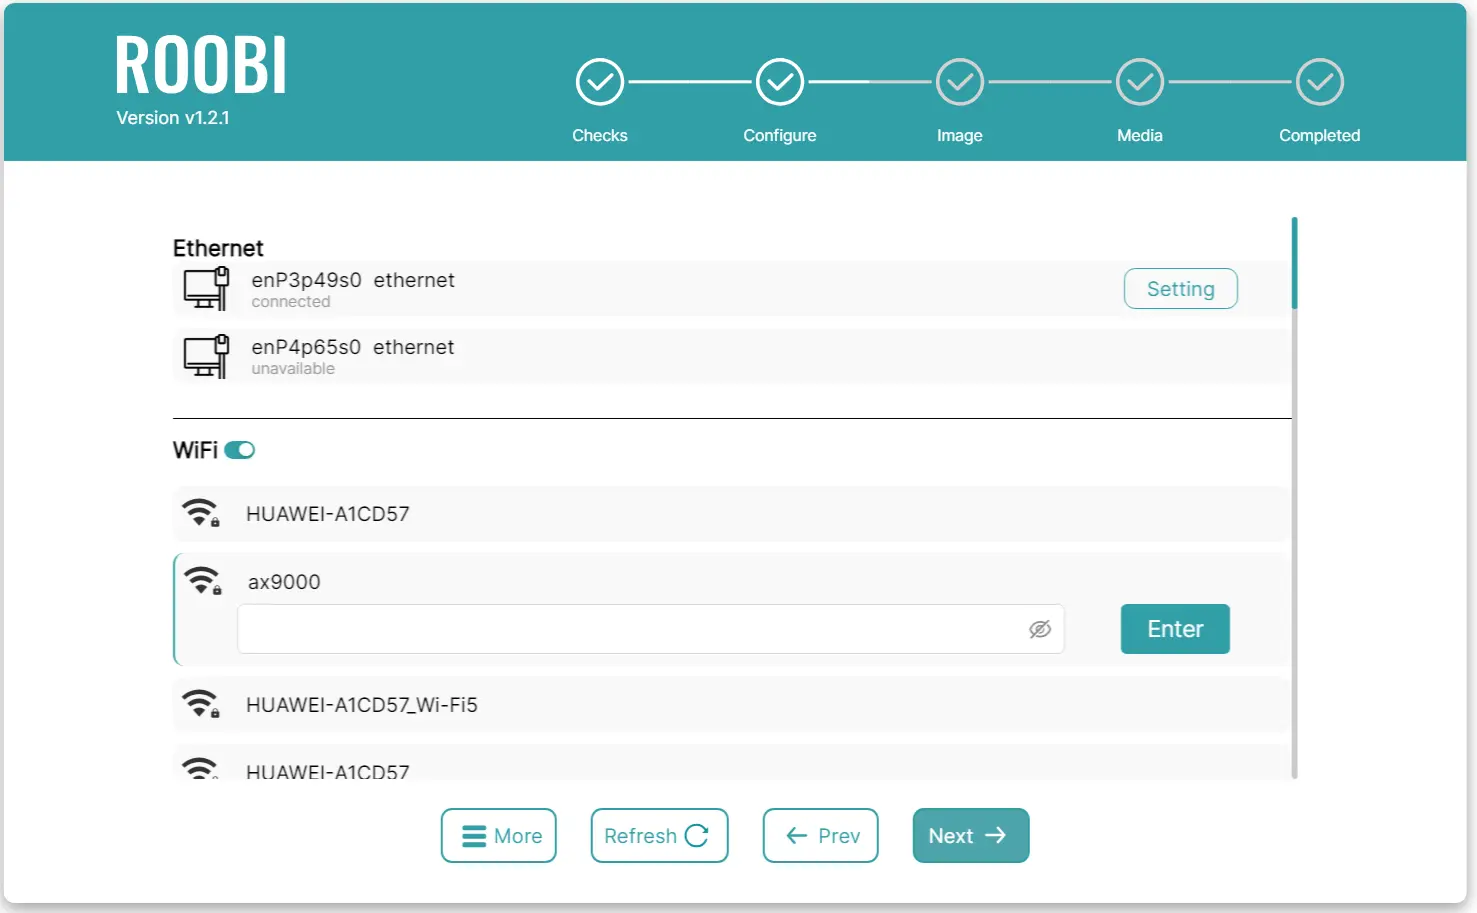 ROOBI
Version v1.2.1
Checks
Configure
Image
Media
Completed
Ethernet
enP3p49s0 ethernet
connected
Setting
enP4p65s0 ethernet
unavailable
WiFi
HUAWEI-A1CD57
ax9000
Enter
HUAWEI-A1CD57_Wi-Fi5
HUAWEI-A1CD57
More
Refresh
Prev
Next